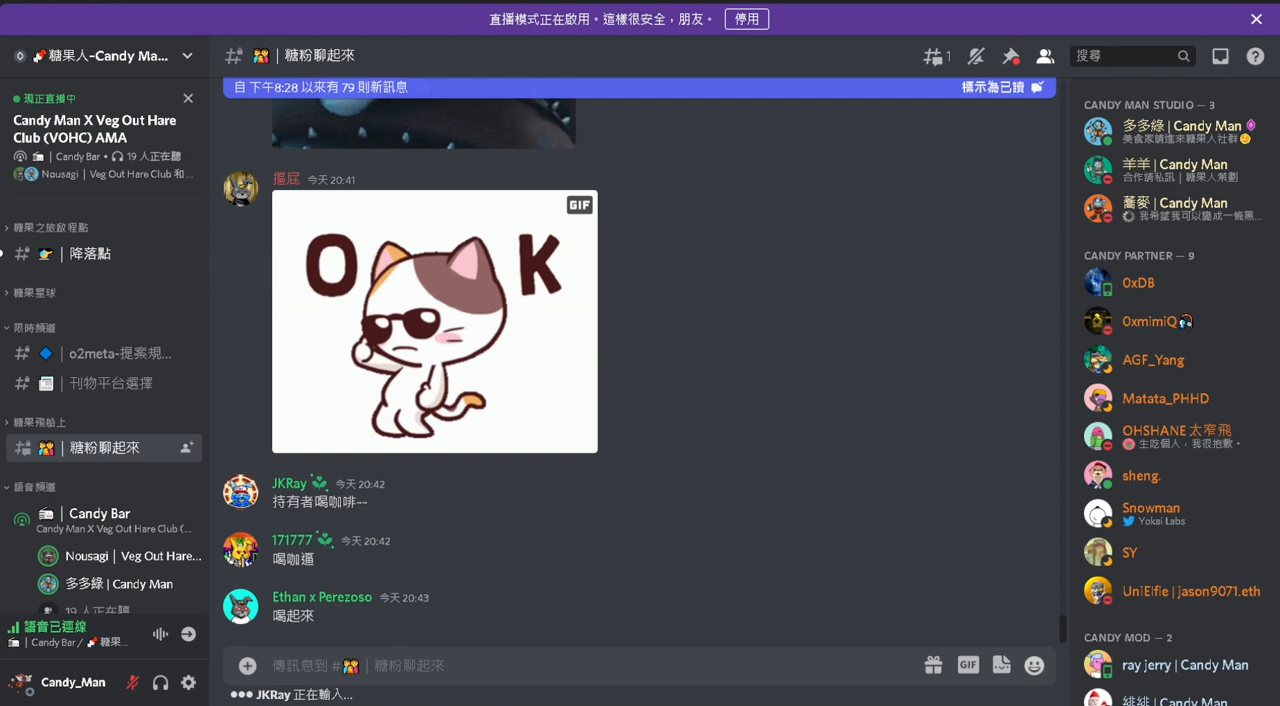 直播模式正在啟用。這樣很安全，朋友。 停用
糖果人-Candy Ma...
現正直播中
Candy Man X Veg Out Hare
Club (VOHC) AMA
| Candy Bar • 19 人正在聽
Nousagi | Veg Out Hare Club 和 ...
糖果之旅啟程點
# | 降落點
糖果星球
限時頻道
# | o2meta-提案規...
# | 刊物平台選擇
糖果飛船上
# | 糖粉聊起來
語音頻道
| Candy Bar
Candy Man X Veg Out Hare Club (...
Nousagi | Veg Out Hare...
多多綠 | Candy Man
19 人正在聽
語音已連線
| Candy Bar / 糖果...
Candy_Man
# | 糖粉聊起來
1
搜尋
自 下午8:28 以來有 79 則新訊息
標示為已讀
摳屁 今天 20:41
GIF
O K
JKRay 今天 20:42
持有者喝咖啡~~
171777 今天 20:42
喝咖逼
Ethan x Perezoso 今天 20:43
喝起來
傳訊息到 # | 糖粉聊起來
GIF
JKRay 正在輸入...
CANDY MAN STUDIO — 3
多多綠 | Candy Man
美食家請進來糖果人社群
羊羊 | Candy Man
合作請私訊 | 糖果人策劃
蕎麥 | Candy Man
我希望我可以變成一條黑...
CANDY PARTNER — 9
0xDB
0xmimiQ
AGF_Yang
Matata_PHHD
OHSHANE 太窄飛
生吃個人，我很抱歉。
sheng.
Snowman
Yokai Labs
SY
UniElfie | jason9071.eth
CANDY MOD — 2
ray jerry | Candy Man
緋緋 | Candy Man